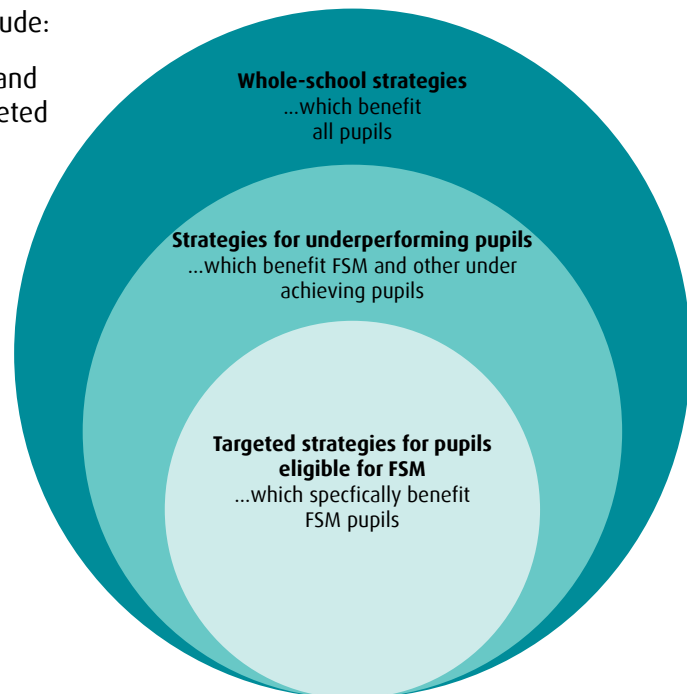 ude:
and
eted
Whole-school strategies
...which benefit
all pupils
Strategies for underperforming pupils
...which benefit FSM and other under
achieving pupils
Targeted strategies for pupils
eligible for FSM
...which specfically benefit
FSM pupils